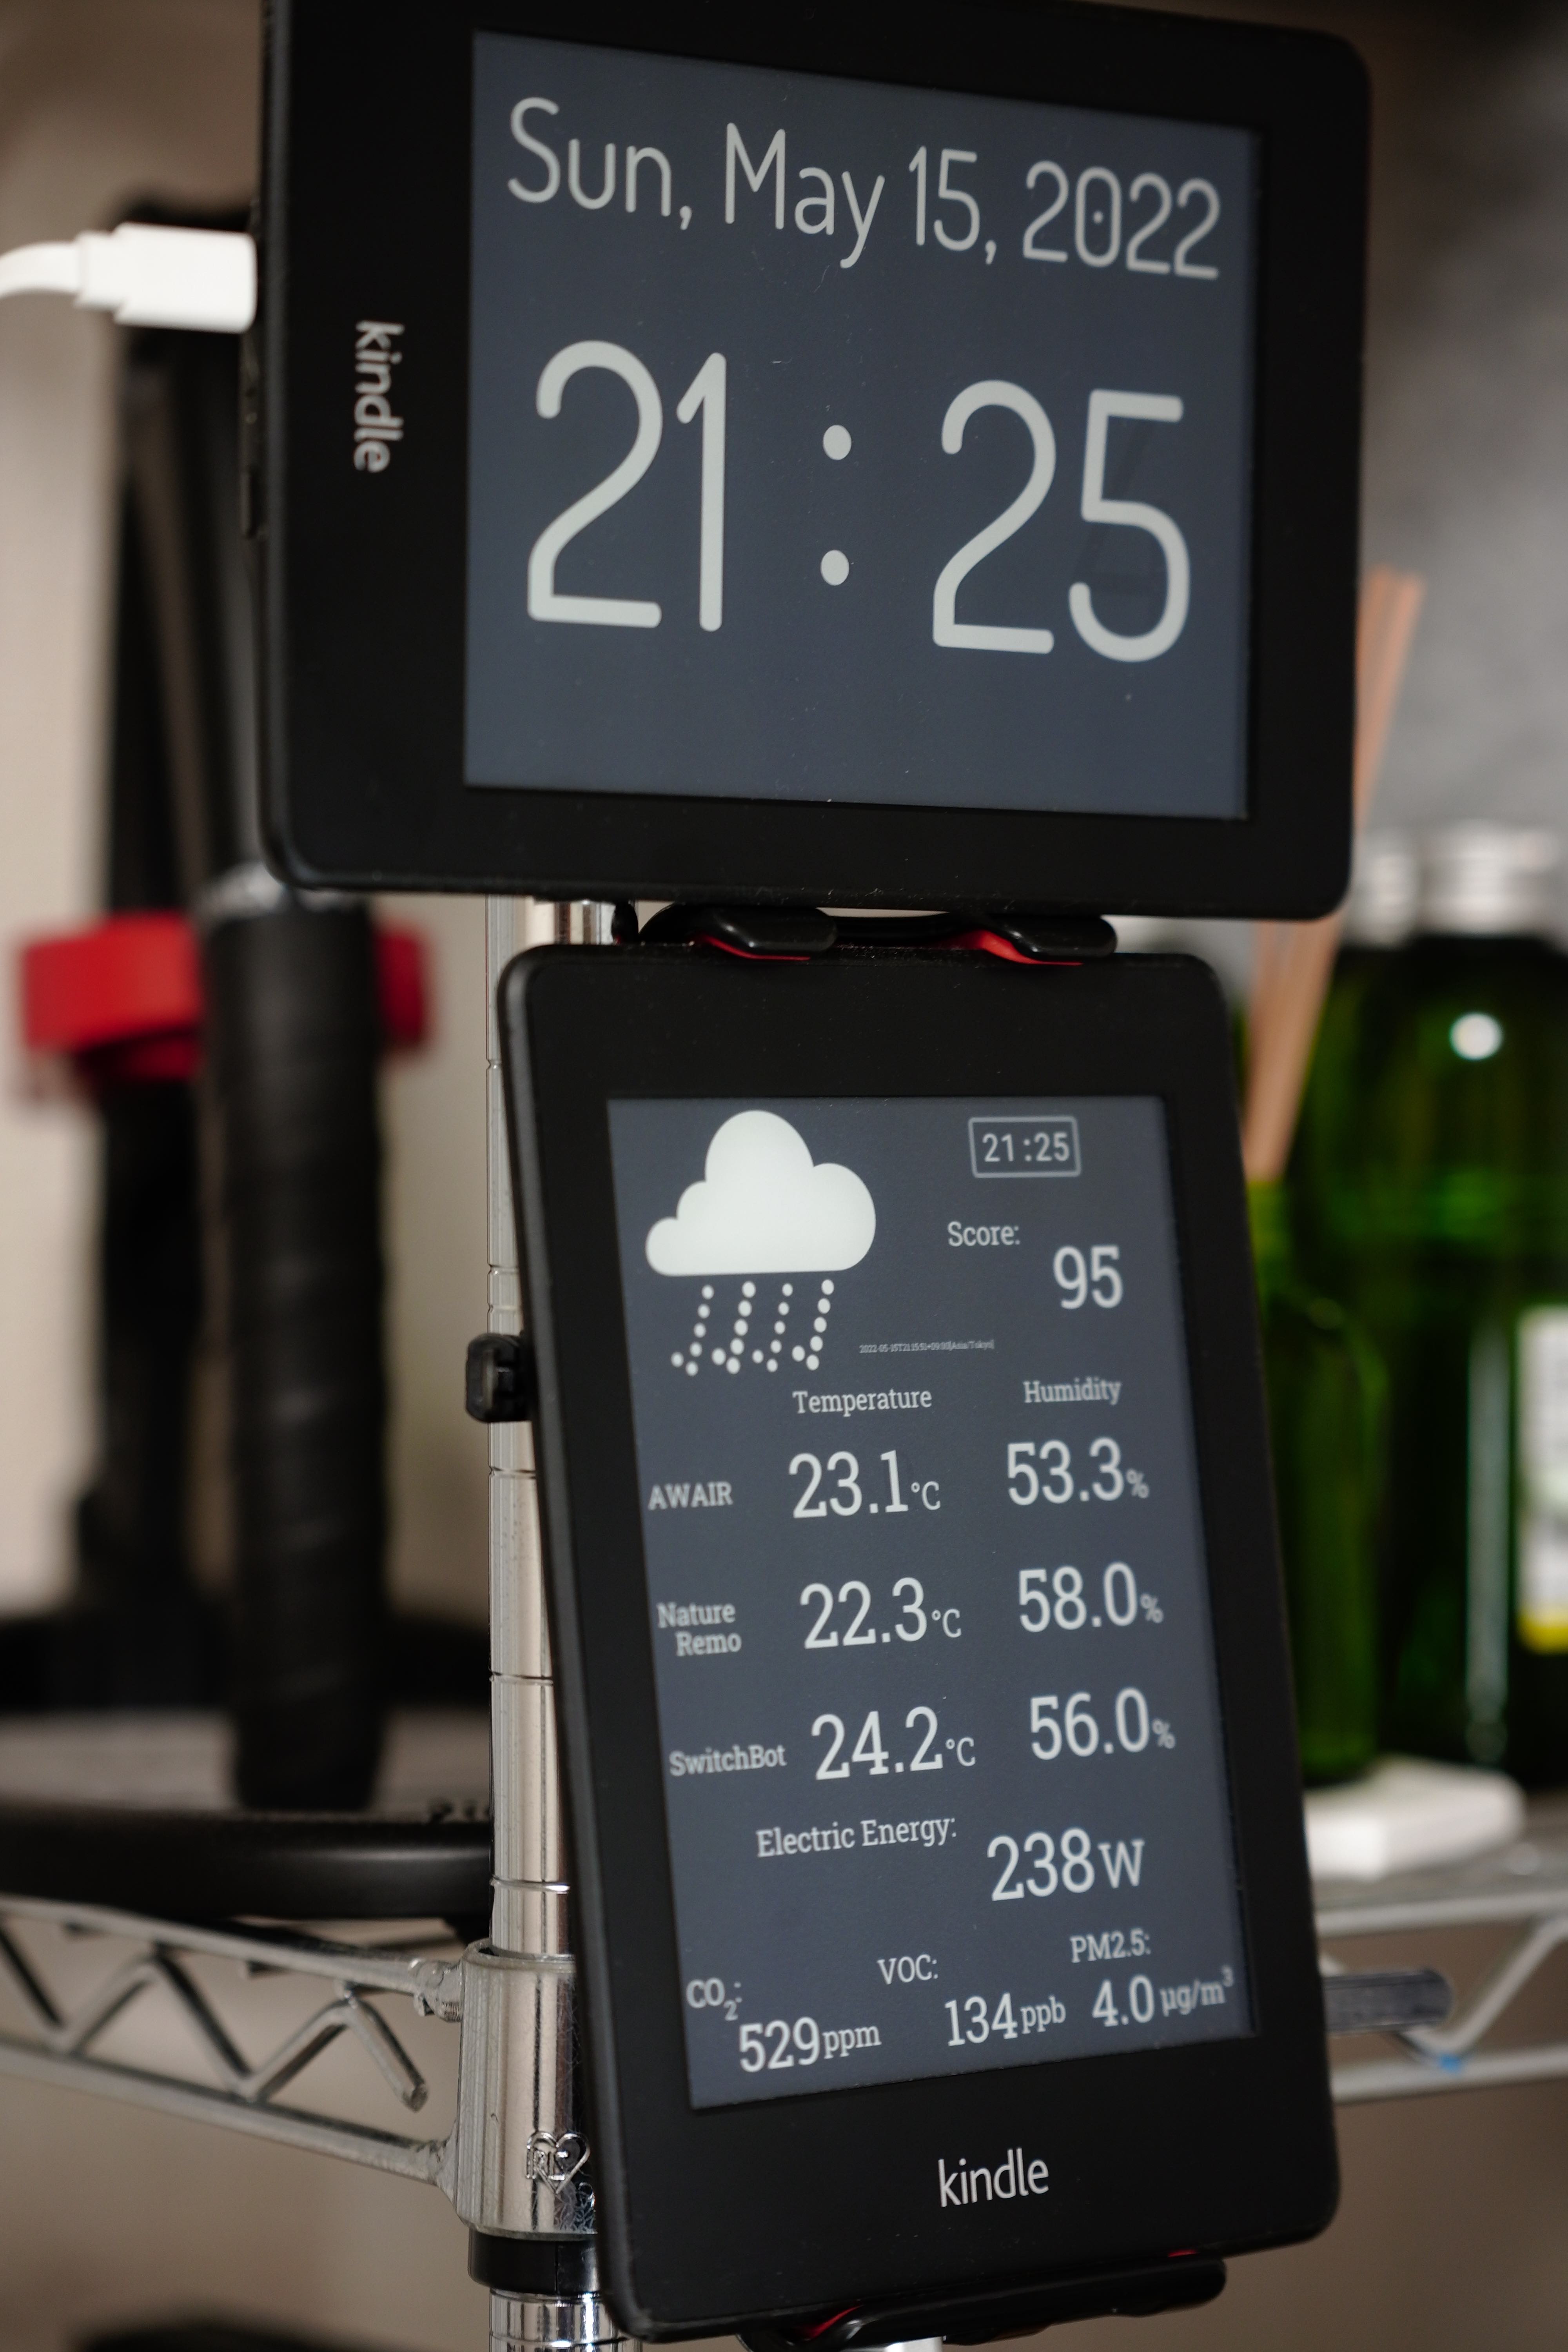 Sun, May 15, 2022
21:25
kindle
21:25
Score:
95
Temperature Humidity
AWAIR 23.1°C 53.3%
Nature
Remo 22.3°C 58.0%
SwitchBot 24.2°C 56.0%
Electric Energy:
238W
CO₂: VOC: PM2.5:
529ppm 134ppb 4.0µg/m³
kindle